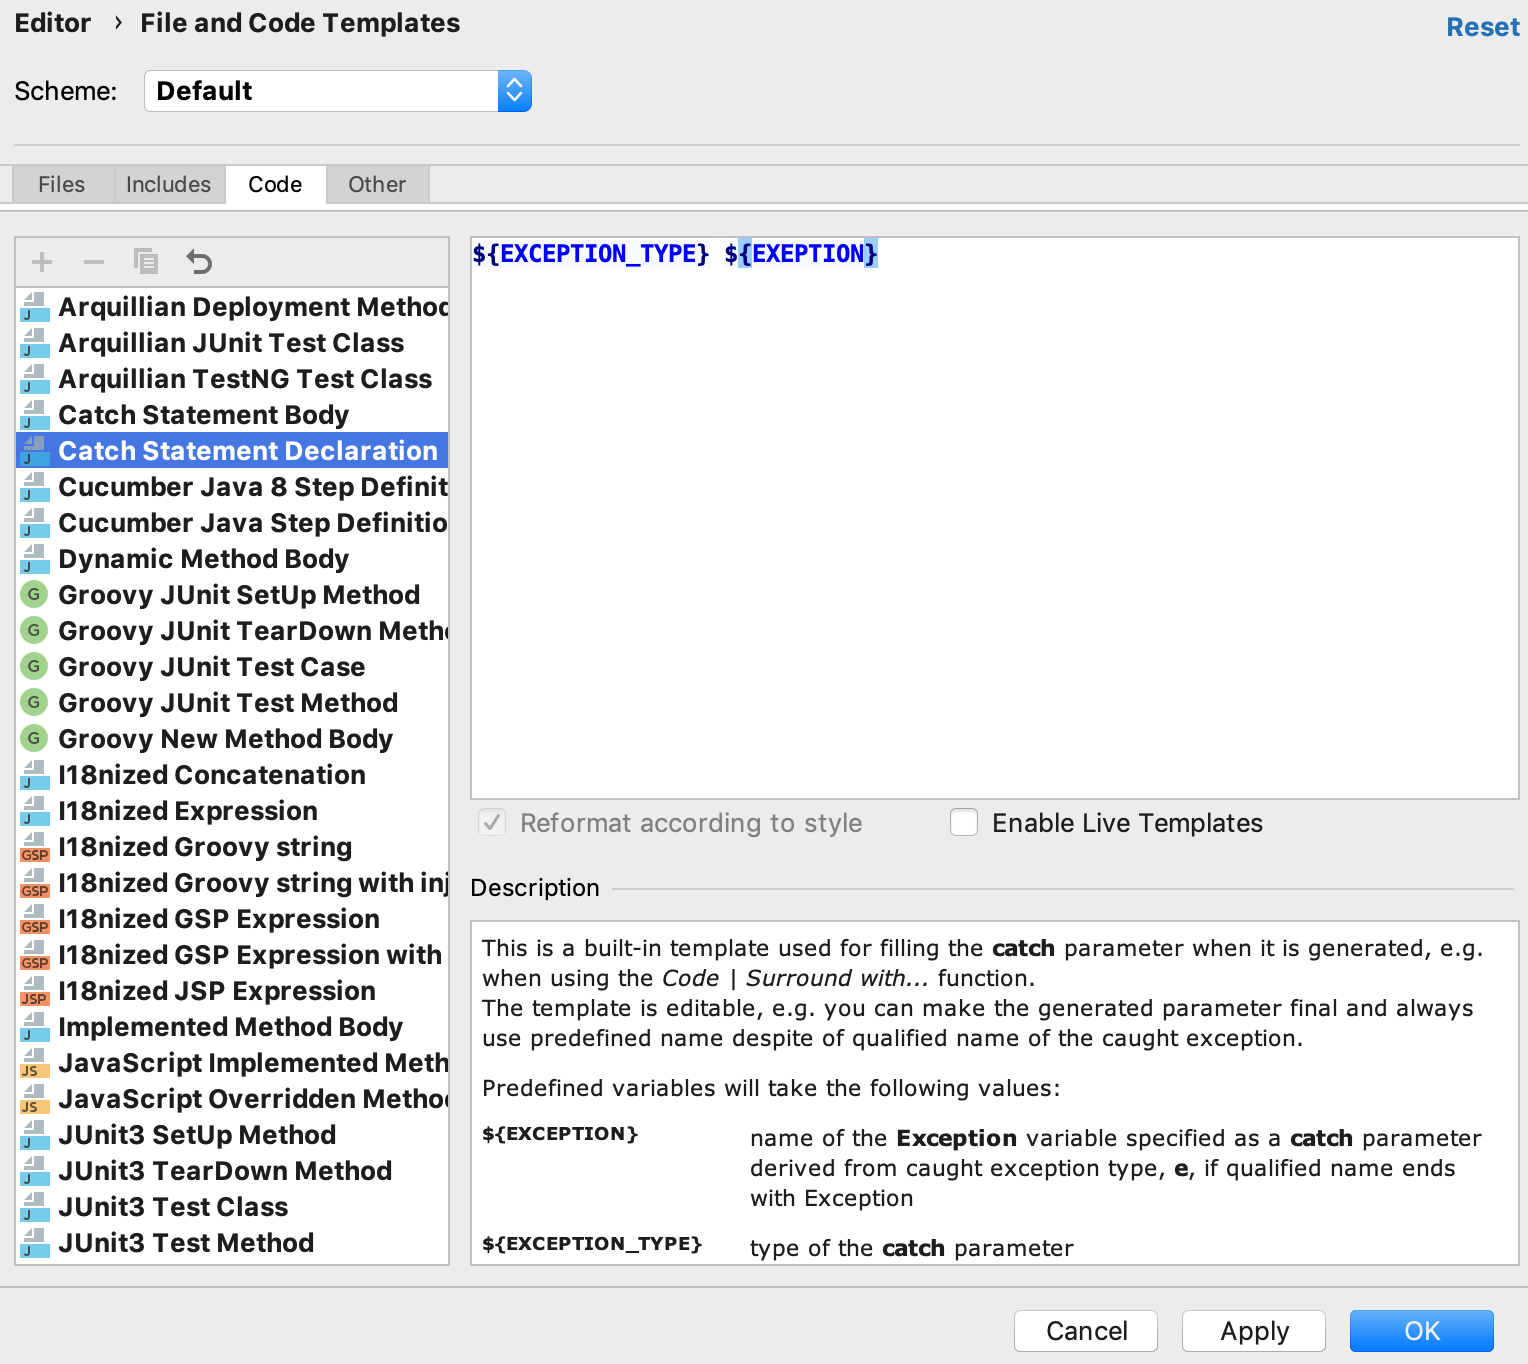 Editor › File and Code Templates
Reset
Scheme: Default
Files Includes Code Other
${EXCEPTION_TYPE} ${EXEPTION}
Arquillian Deployment Method
Arquillian JUnit Test Class
Arquillian TestNG Test Class
Catch Statement Body
Catch Statement Declaration
Cucumber Java 8 Step Definit
Cucumber Java Step Definitio
Dynamic Method Body
G Groovy JUnit SetUp Method
G Groovy JUnit TearDown Metho
G Groovy JUnit Test Case
G Groovy JUnit Test Method
G Groovy New Method Body
J I18nized Concatenation
J I18nized Expression
GSP I18nized Groovy string
GSP I18nized Groovy string with inj
GSP I18nized GSP Expression
GSP I18nized GSP Expression with
JSP I18nized JSP Expression
J Implemented Method Body
JS JavaScript Implemented Meth
JS JavaScript Overridden Metho
J JUnit3 SetUp Method
J JUnit3 TearDown Method
J JUnit3 Test Class
J JUnit3 Test Method
Reformat according to style Enable Live Templates
Description
This is a built-in template used for filling the catch parameter when it is generated, e.g.
when using the Code | Surround with... function.
The template is editable, e.g. you can make the generated parameter final and always
use predefined name despite of qualified name of the caught exception.
Predefined variables will take the following values:
${EXCEPTION} name of the Exception variable specified as a catch parameter
derived from caught exception type, e, if qualified name ends
with Exception
${EXCEPTION_TYPE} type of the catch parameter
Cancel Apply OK